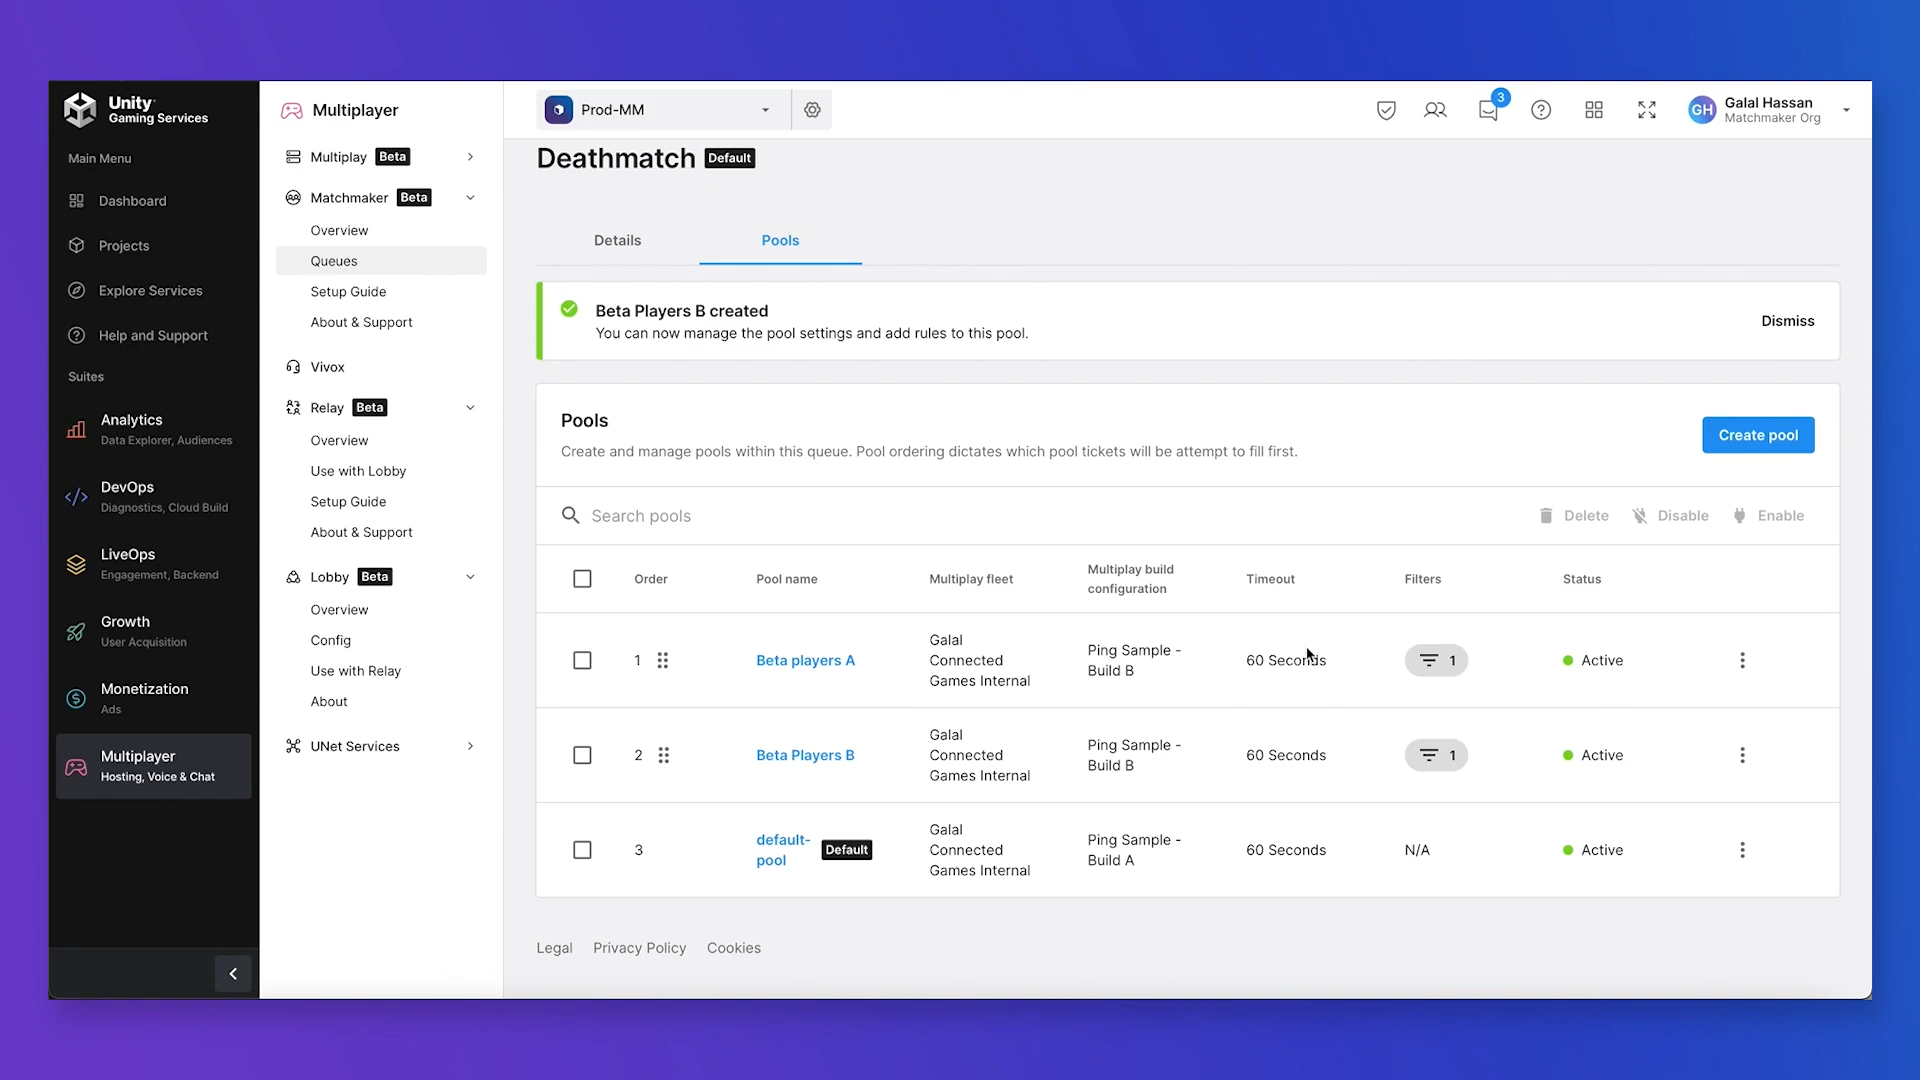 Unity
Gaming Services
Main Menu
Dashboard
Projects
Explore Services
Help and Support
Suites
Analytics
Data Explorer, Audiences
DevOps
Diagnostics, Cloud Build
LiveOps
Engagement, Backend
Growth
User Acquisition
Monetization
Ads
Multiplayer
Hosting, Voice & Chat
Multiplayer
Multiplay Beta
Matchmaker Beta
Overview
Queues
Setup Guide
About & Support
Vivox
Relay Beta
Overview
Use with Lobby
Setup Guide
About & Support
Lobby Beta
Overview
Config
Use with Relay
About
UNet Services
Prod-MM
3
GH
Galal Hassan
Matchmaker Org
Deathmatch Default
Details Pools
Beta Players B created
You can now manage the pool settings and add rules to this pool.
Dismiss
Pools
Create and manage pools within this queue. Pool ordering dictates which pool tickets will be attempt to fill first.
Create pool
Search pools
Delete Disable Enable
Order Pool name Multiplay fleet Multiplay build configuration Timeout Filters Status
1 Beta players A Galal Connected Games Internal Ping Sample - Build B 60 Seconds 1 Active
2 Beta Players B Galal Connected Games Internal Ping Sample - Build B 60 Seconds 1 Active
3 default-pool Default Galal Connected Games Internal Ping Sample - Build A 60 Seconds N/A Active
Legal Privacy Policy Cookies